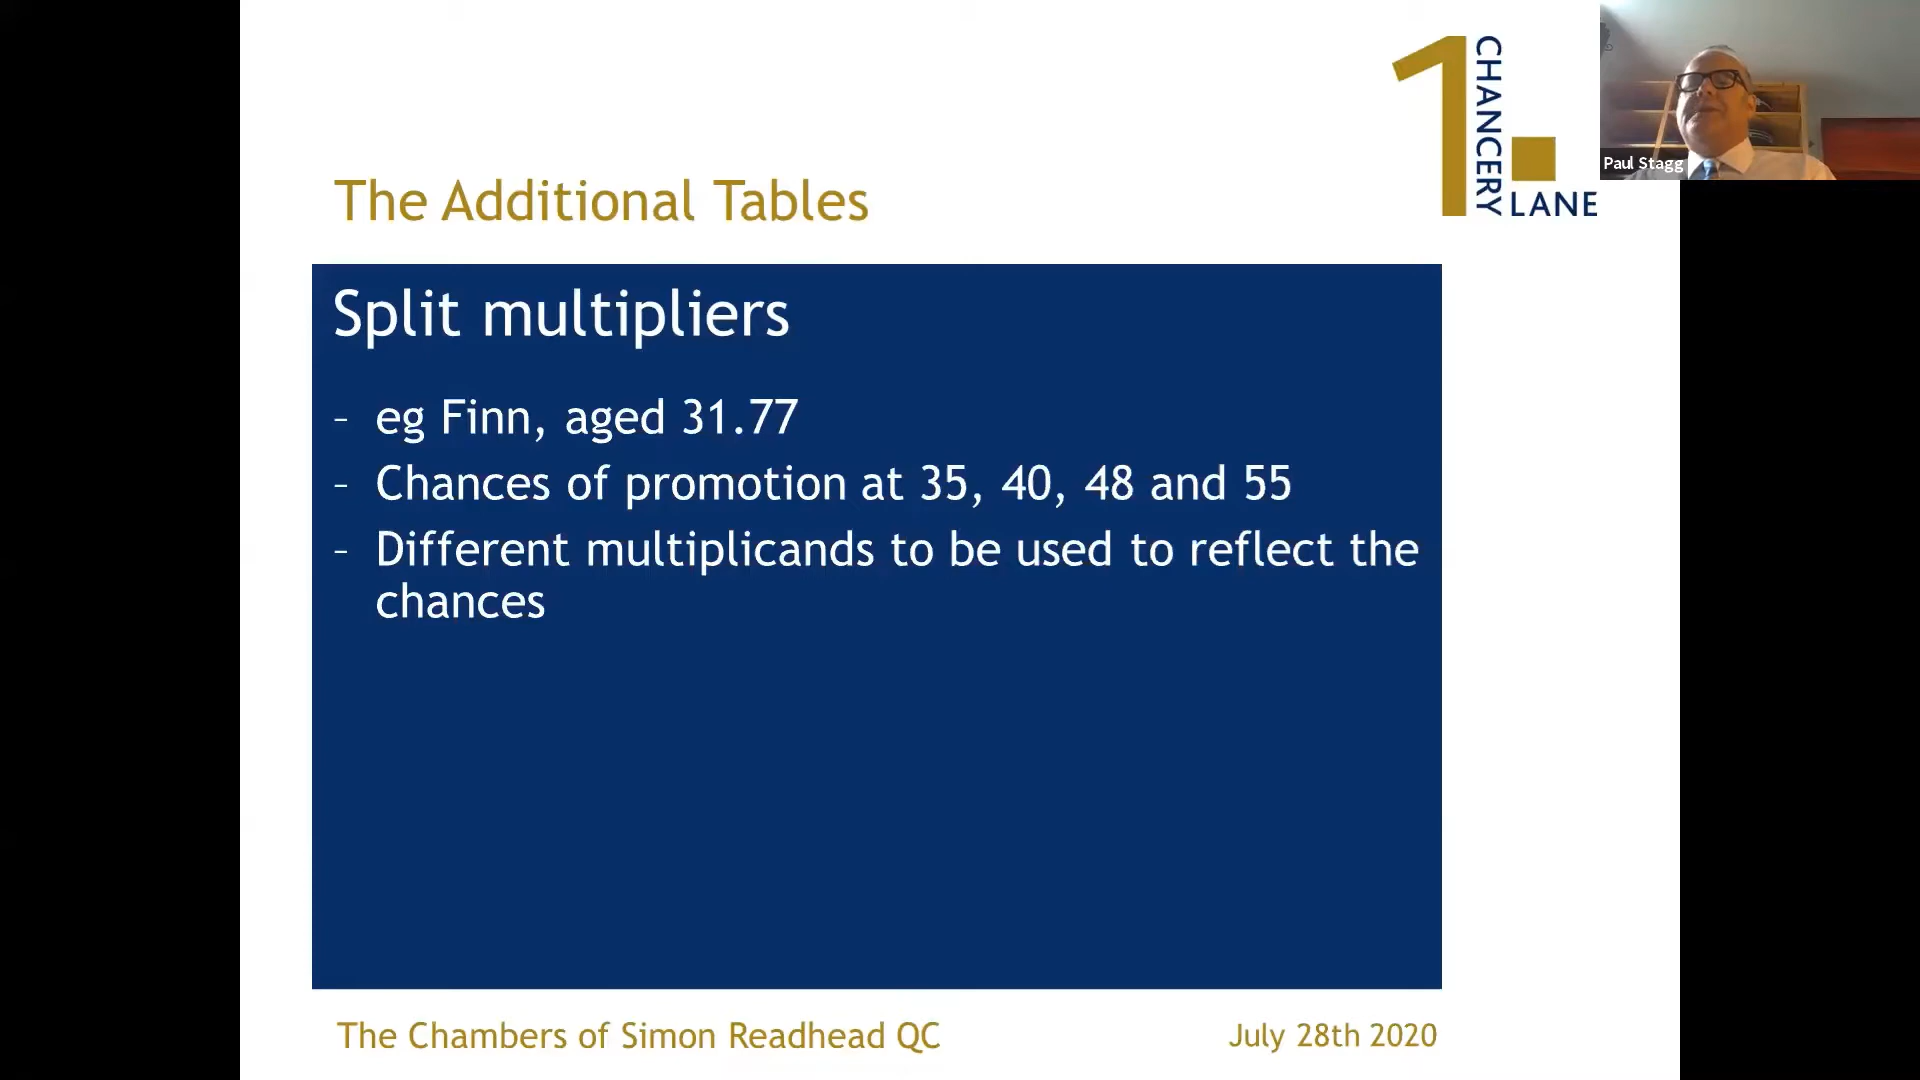 1 CHANCERY LANE
Paul Stagg
The Additional Tables
Split multipliers
– eg Finn, aged 31.77
– Chances of promotion at 35, 40, 48 and 55
– Different multiplicands to be used to reflect the
chances
The Chambers of Simon Readhead QC
July 28th 2020